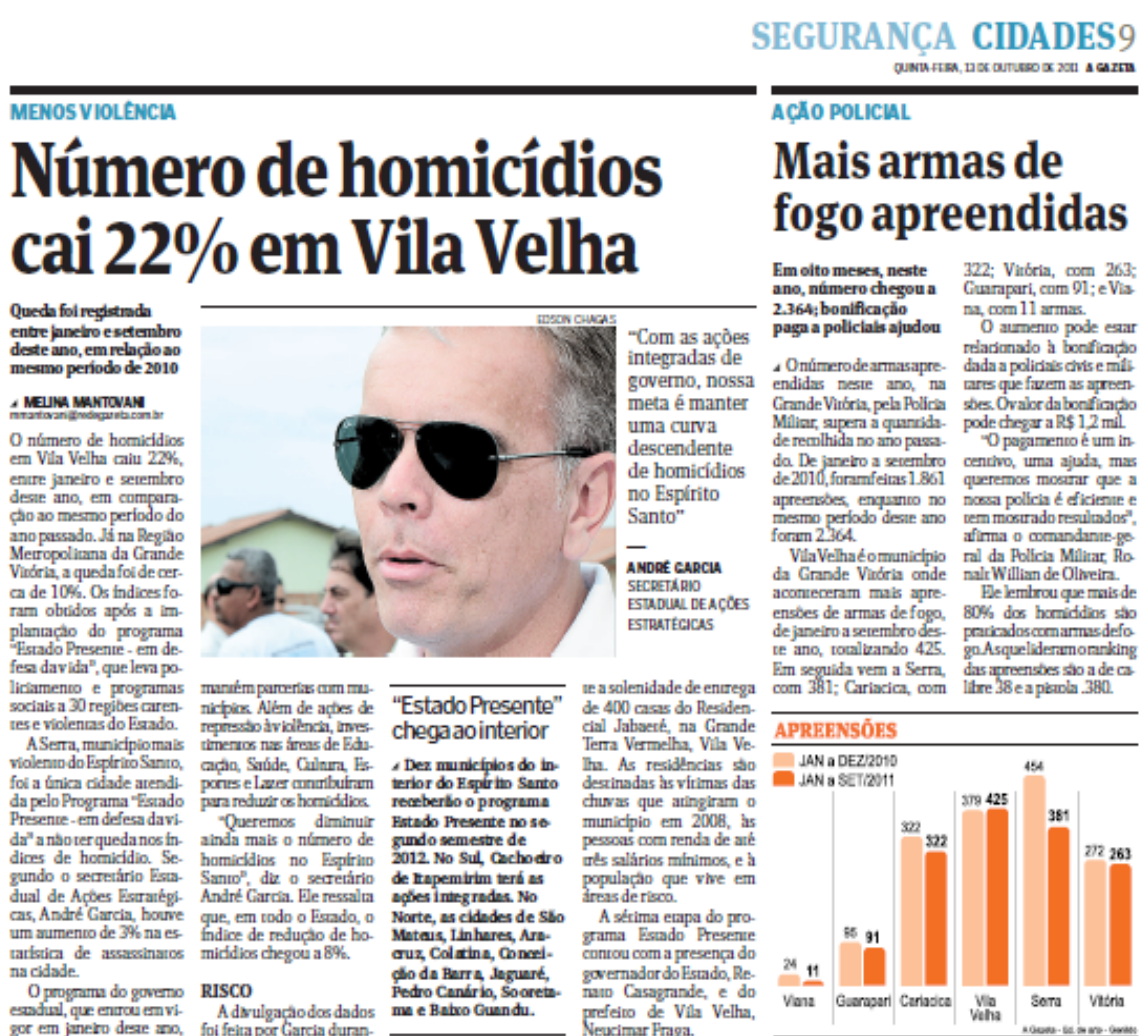 SEGURANÇA CIDADES 9
QUINTA-FEIRA, 13 DE OUTUBRO DE 2011 A GAZETA
MENOS VIOLÊNCIA
Número de homicídios
cai 22% em Vila Velha
Queda foi registrada
entre janeiro e setembro
deste ano, em relação ao
mesmo período de 2010
MELINA MANTOVANI
mmantovani@redegazeta.com.br
O número de homicídios
em Vila Velha caiu 22%,
entre janeiro e setembro
deste ano, em compara-
ção ao mesmo período do
ano passado. Já na Região
Metropolitana da Grande
Vitória, a queda foi de cer-
ca de 10%. Os índices fo-
ram obtidos após a im-
plantação do programa
"Estado Presente - em de-
fesa da vida", que leva po-
liciamento e programas
sociais a 30 regiões caren-
tes e violentas do Estado.
A Serra, município mais
violento do Espírito Santo,
foi a única cidade atendi-
da pelo Programa "Estado
Presente - em defesa da vi-
da" a não ter queda nos ín-
dices de homicídio. Se-
gundo o secretário Esta-
dual de Ações Estratégi-
cas, André Garcia, houve
um aumento de 3% na es-
tatística de assassinatos
na cidade.
O programa do governo
estadual, que entrou em vi-
gor em janeiro deste ano,
EDSON CHAGAS
"Com as ações
integradas de
governo, nossa
meta é manter
uma curva
descendente
de homicídios
no Espírito
Santo"
ANDRÉ GARCIA
SECRETÁRIO
ESTADUAL DE AÇÕES
ESTRATÉGICAS
mantém parcerias com mu-
nicípios. Além de ações de
repressão à violência, inves-
timentos nas áreas de Edu-
cação, Saúde, Cultura, Es-
portes e Lazer contribuíram
para reduzir os homicídios.
"Queremos diminuir
ainda mais o número de
homicídios no Espírito
Santo", diz o secretário
André Garcia. Ele ressalta
que, em todo o Estado, o
índice de redução de ho-
micídios chegou a 8%.
RISCO
A divulgação dos dados
foi feita por Garcia duran-
"Estado Presente"
chega ao interior
Dez municípios do in-
terior do Espírito Santo
receberão o programa
Estado Presente no se-
gundo semestre de
2012. No Sul, Cachoeiro
de Itapemirim terá as
ações integradas. No
Norte, as cidades de São
Mateus, Linhares, Ara-
cruz, Colatina, Concei-
ção da Barra, Jaguaré,
Pedro Canário, Sooreta-
ma e Baixo Guandu.
te a solenidade de entrega
de 400 casas do Residen-
cial Jabaeté, na Grande
Terra Vermelha, Vila Ve-
lha. As residências são
destinadas às vítimas das
chuvas que atingiram o
município em 2008, às
pessoas com renda de até
três salários mínimos, e à
população que vive em
áreas de risco.
A sétima etapa do pro-
grama Estado Presente
contou com a presença do
governador do Estado, Re-
nato Casagrande, e do
prefeito de Vila Velha,
Neucimar Fraga.
AÇÃO POLICIAL
Mais armas de
fogo apreendidas
Em oito meses, neste
ano, número chegou a
2.364; bonificação
paga a policiais ajudou
O número de armas apre-
endidas neste ano, na
Grande Vitória, pela Polícia
Militar, supera a quantida-
de recolhida no ano passa-
do. De janeiro a setembro
de 2010, foram feitas 1.861
apreensões, enquanto no
mesmo período deste ano
foram 2.364.
Vila Velha é o município
da Grande Vitória onde
aconteceram mais apre-
ensões de armas de fogo,
de janeiro a setembro des-
te ano, totalizando 425.
Em seguida vem a Serra,
com 381; Cariacica, com
322; Vitória, com 263;
Guarapari, com 91; e Via-
na, com 11 armas.
O aumento pode estar
relacionado à bonificação
dada a policiais civis e mili-
tares que fazem as apreen-
sões. O valor da bonificação
pode chegar a R$ 1,2 mil.
"O pagamento é um in-
centivo, uma ajuda, mas
queremos mostrar que a
nossa polícia é eficiente e
tem mostrado resultados",
afirma o comandante-ge-
ral da Polícia Militar, Ro-
nalt Willian de Oliveira.
Ele lembrou que mais de
80% dos homicídios são
praticados com armas de fo-
go. As que lideram o ranking
das apreensões são a de ca-
libre 38 e a pistola .380.
APREENSÕES
JAN a DEZ/2010
JAN a SET/2011
24 11
95 91
322 322
379 425
454 381
272 263
Viana Guarapari Cariacica Vila Velha Serra Vitória
A Gazeta - Ed. de arte - Genildo